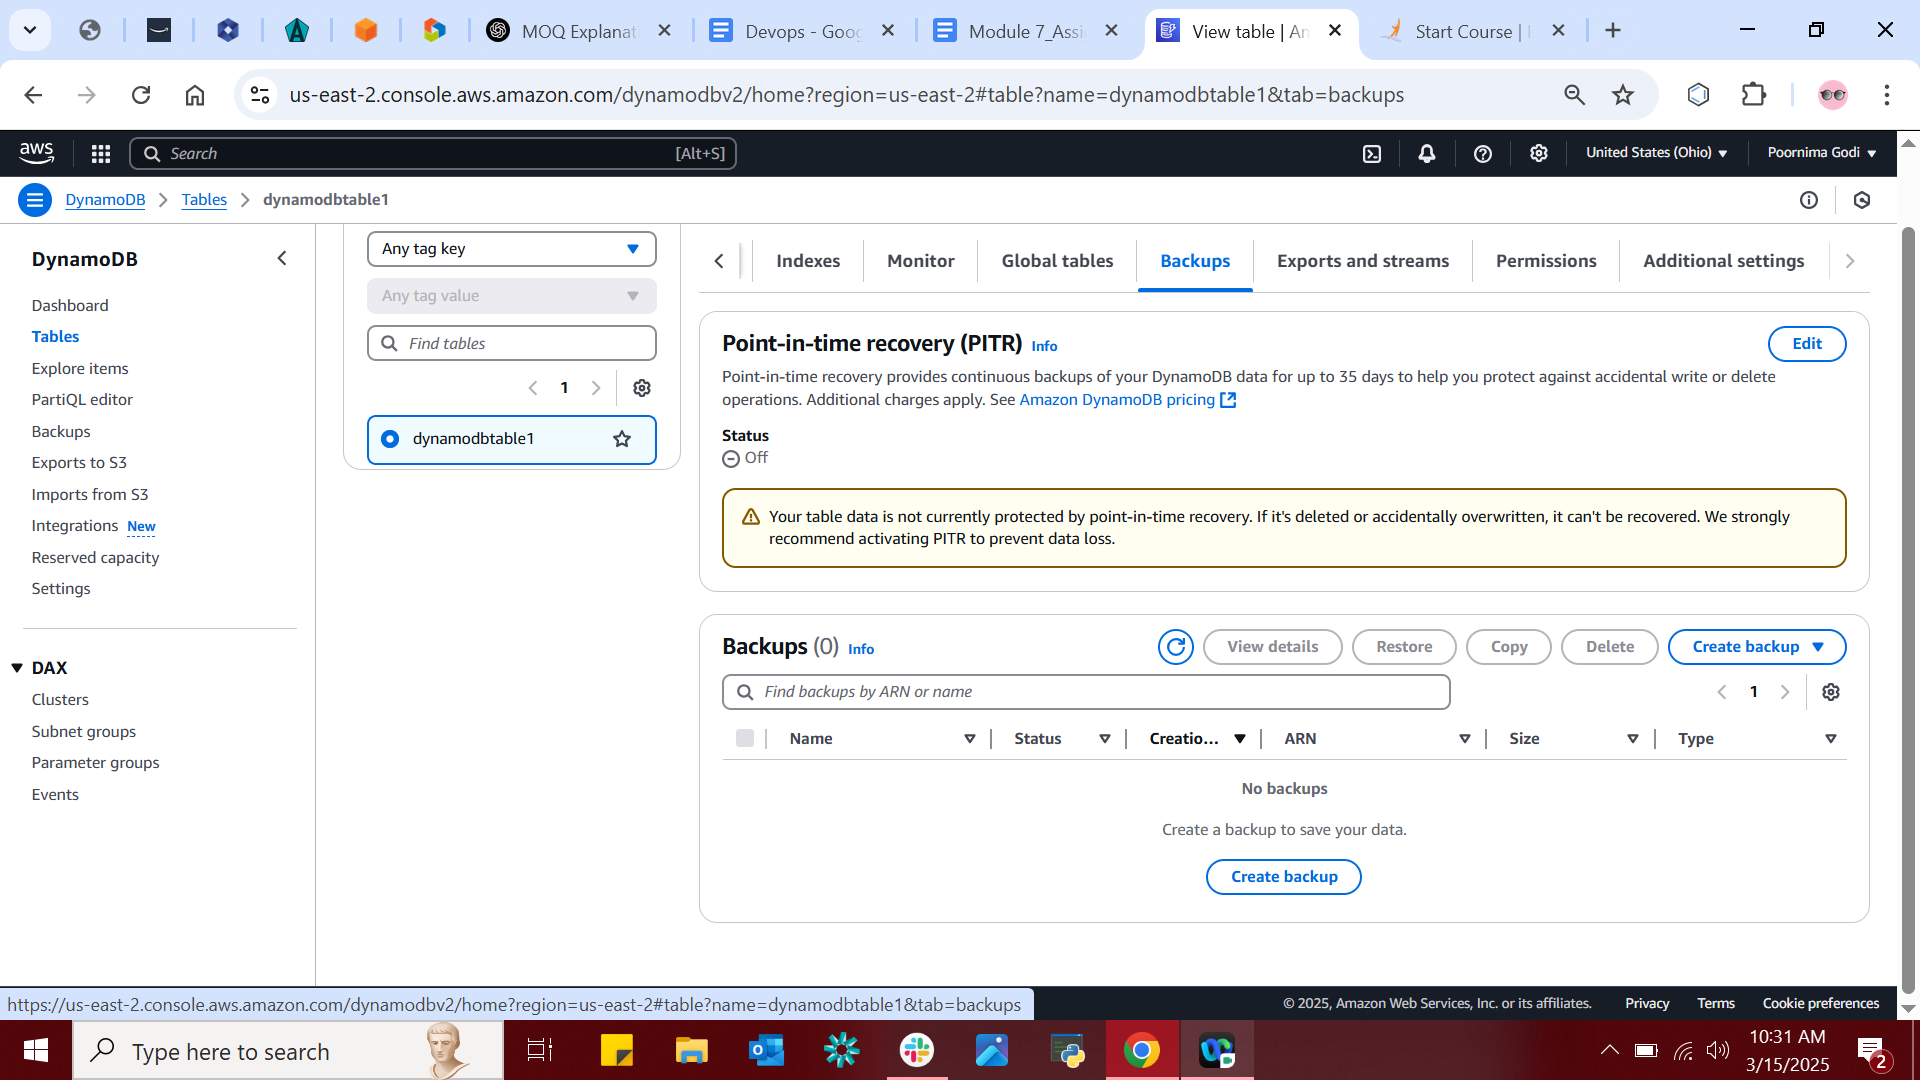 MOQ Explanat
Devops - Goog
Module 7_Assi
View table | Am
Start Course |
us-east-2.console.aws.amazon.com/dynamodbv2/home?region=us-east-2#table?name=dynamodbtable1&tab=backups
aws
Search
[Alt+S]
United States (Ohio)
Poornima Godi
DynamoDB
Tables
dynamodbtable1
DynamoDB
Dashboard
Tables
Explore items
PartiQL editor
Backups
Exports to S3
Imports from S3
Integrations New
Reserved capacity
Settings
DAX
Clusters
Subnet groups
Parameter groups
Events
Any tag key
Any tag value
Find tables
1
dynamodbtable1
Indexes
Monitor
Global tables
Backups
Exports and streams
Permissions
Additional settings
Point-in-time recovery (PITR) Info
Edit
Point-in-time recovery provides continuous backups of your DynamoDB data for up to 35 days to help you protect against accidental write or delete
operations. Additional charges apply. See Amazon DynamoDB pricing
Status
Off
Your table data is not currently protected by point-in-time recovery. If it's deleted or accidentally overwritten, it can't be recovered. We strongly
recommend activating PITR to prevent data loss.
Backups (0) Info
View details
Restore
Copy
Delete
Create backup
Find backups by ARN or name
1
Name
Status
Creatio...
ARN
Size
Type
No backups
Create a backup to save your data.
Create backup
https://us-east-2.console.aws.amazon.com/dynamodbv2/home?region=us-east-2#table?name=dynamodbtable1&tab=backups
© 2025, Amazon Web Services, Inc. or its affiliates.
Privacy
Terms
Cookie preferences
Type here to search
10:31 AM
3/15/2025
2